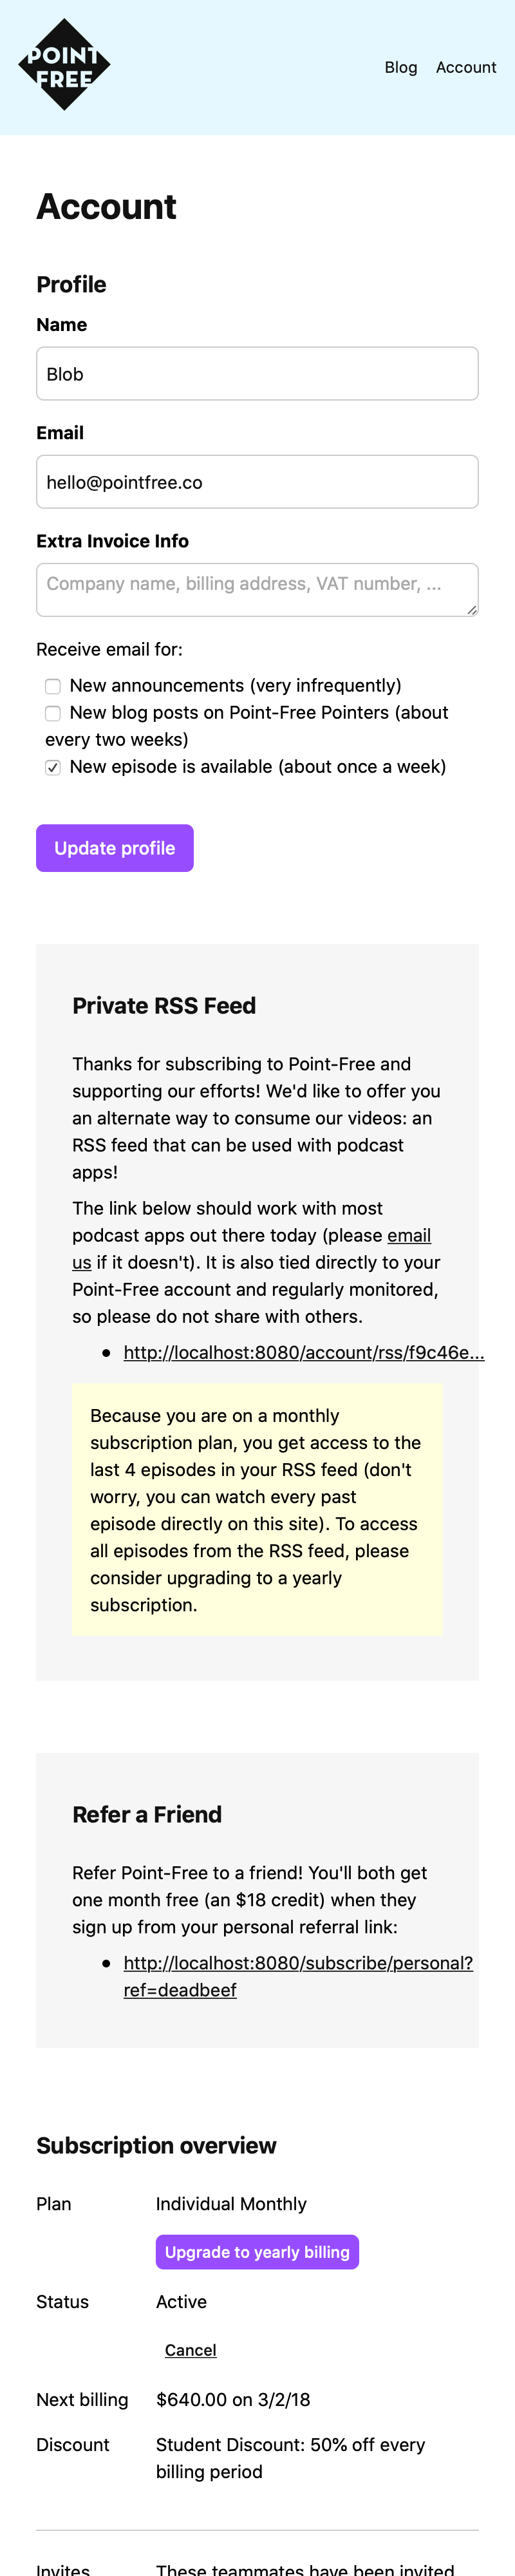 POINT
FREE
Blog Account
Account
Profile
Name
Blob
Email
hello@pointfree.co
Extra Invoice Info
Company name, billing address, VAT number, ...
Receive email for:
New announcements (very infrequently)
New blog posts on Point-Free Pointers (about
every two weeks)
New episode is available (about once a week)
Update profile
Private RSS Feed
Thanks for subscribing to Point-Free and
supporting our efforts! We'd like to offer you
an alternate way to consume our videos: an
RSS feed that can be used with podcast
apps!
The link below should work with most
podcast apps out there today (please email
us if it doesn't). It is also tied directly to your
Point-Free account and regularly monitored,
so please do not share with others.
http://localhost:8080/account/rss/f9c46e...
Because you are on a monthly
subscription plan, you get access to the
last 4 episodes in your RSS feed (don't
worry, you can watch every past
episode directly on this site). To access
all episodes from the RSS feed, please
consider upgrading to a yearly
subscription.
Refer a Friend
Refer Point-Free to a friend! You'll both get
one month free (an $18 credit) when they
sign up from your personal referral link:
http://localhost:8080/subscribe/personal?
ref=deadbeef
Subscription overview
Plan Individual Monthly
Upgrade to yearly billing
Status Active
Cancel
Next billing $640.00 on 3/2/18
Discount Student Discount: 50% off every
billing period
Invites These teammates have been invited